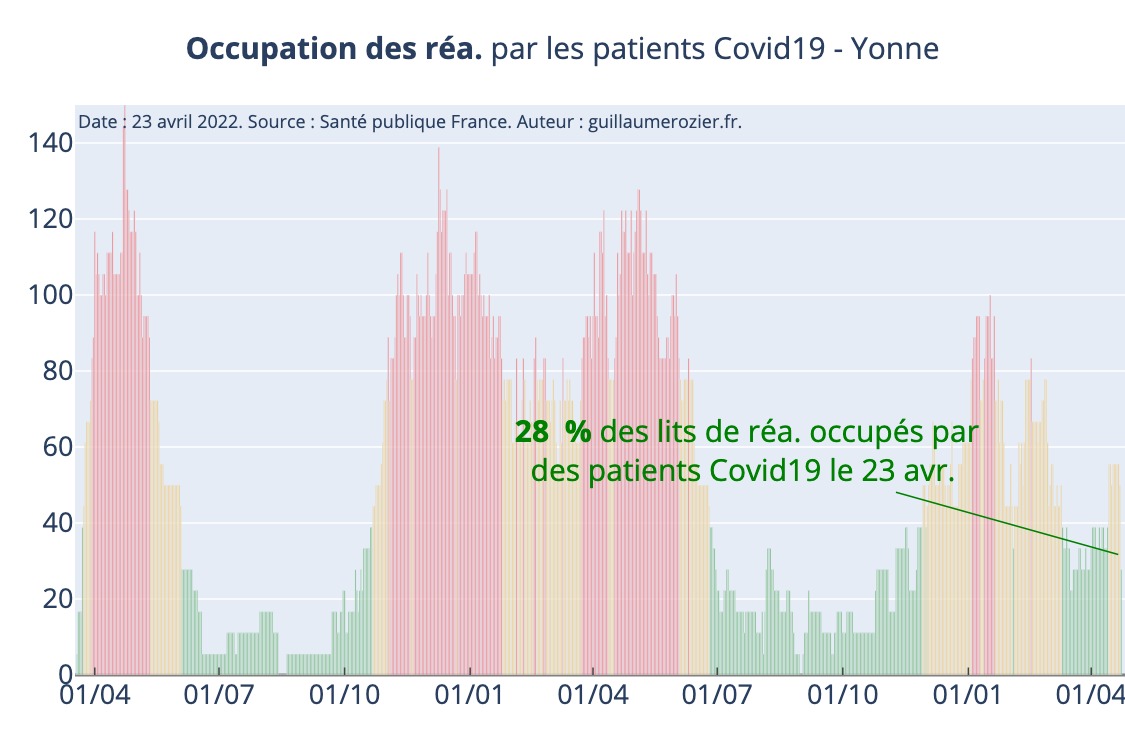 Occupation des réa. par les patients Covid19 - Yonne
Date : 23 avril 2022. Source : Santé publique France. Auteur : guillaumerozier.fr.
140
120
100
80
60
40
20
0
28 % des lits de réa. occupés par
des patients Covid19 le 23 avr.
01/04 01/07 01/10 01/01 01/04 01/07 01/10 01/01 01/04